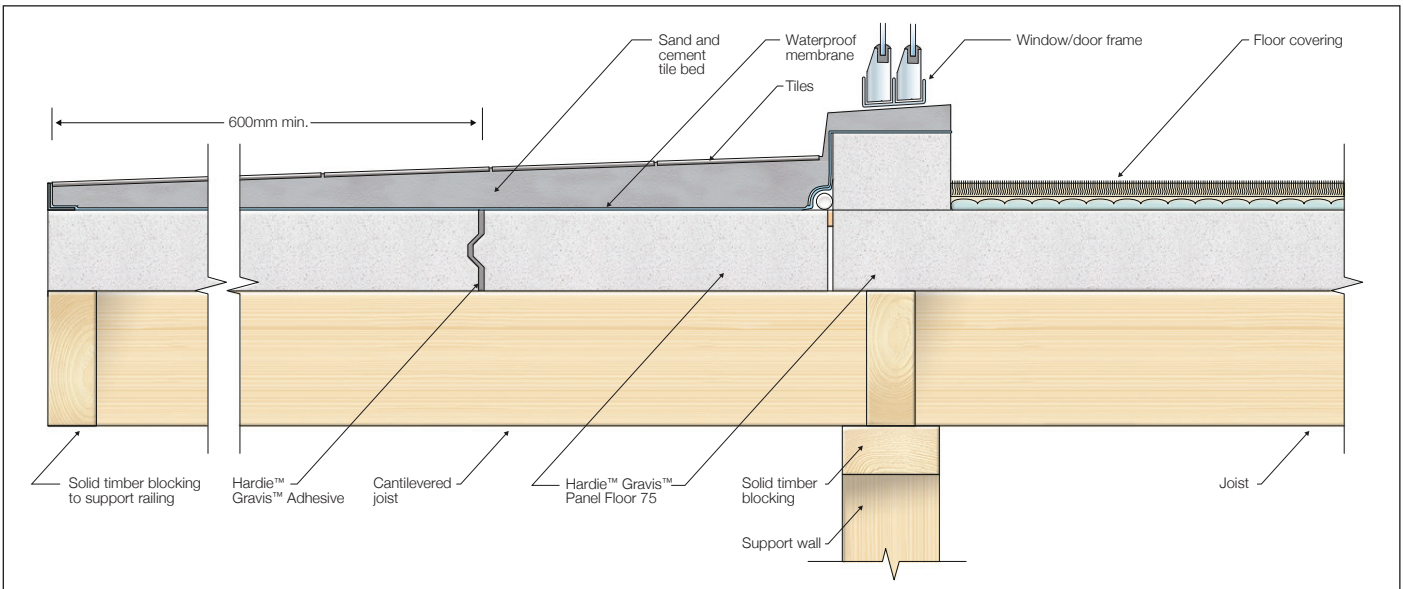 Sand and
cement
tile bed
Waterproof
membrane
Tiles
Window/door frame
Floor covering
600mm min.
Solid timber blocking
to support railing
Hardie™
Gravis™ Adhesive
Cantilevered
joist
Hardie™ Gravis™
Panel Floor 75
Solid timber
blocking
Support wall
Joist